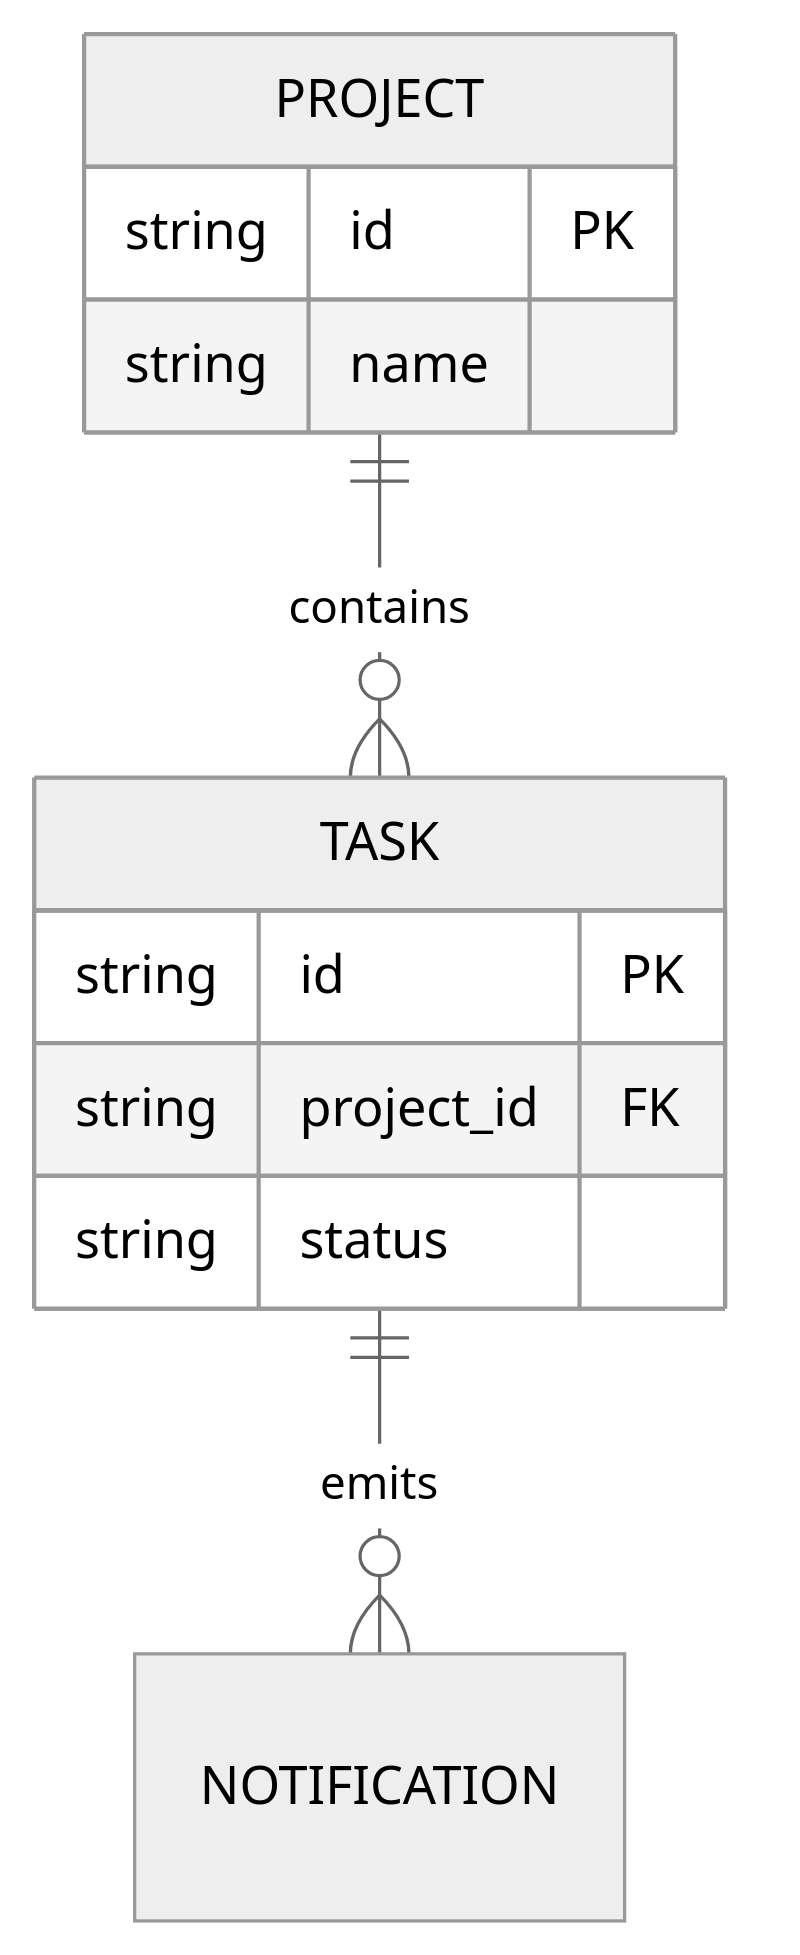 PROJECT
string id PK
string name
contains
TASK
string id PK
string project_id FK
string status
emits
NOTIFICATION